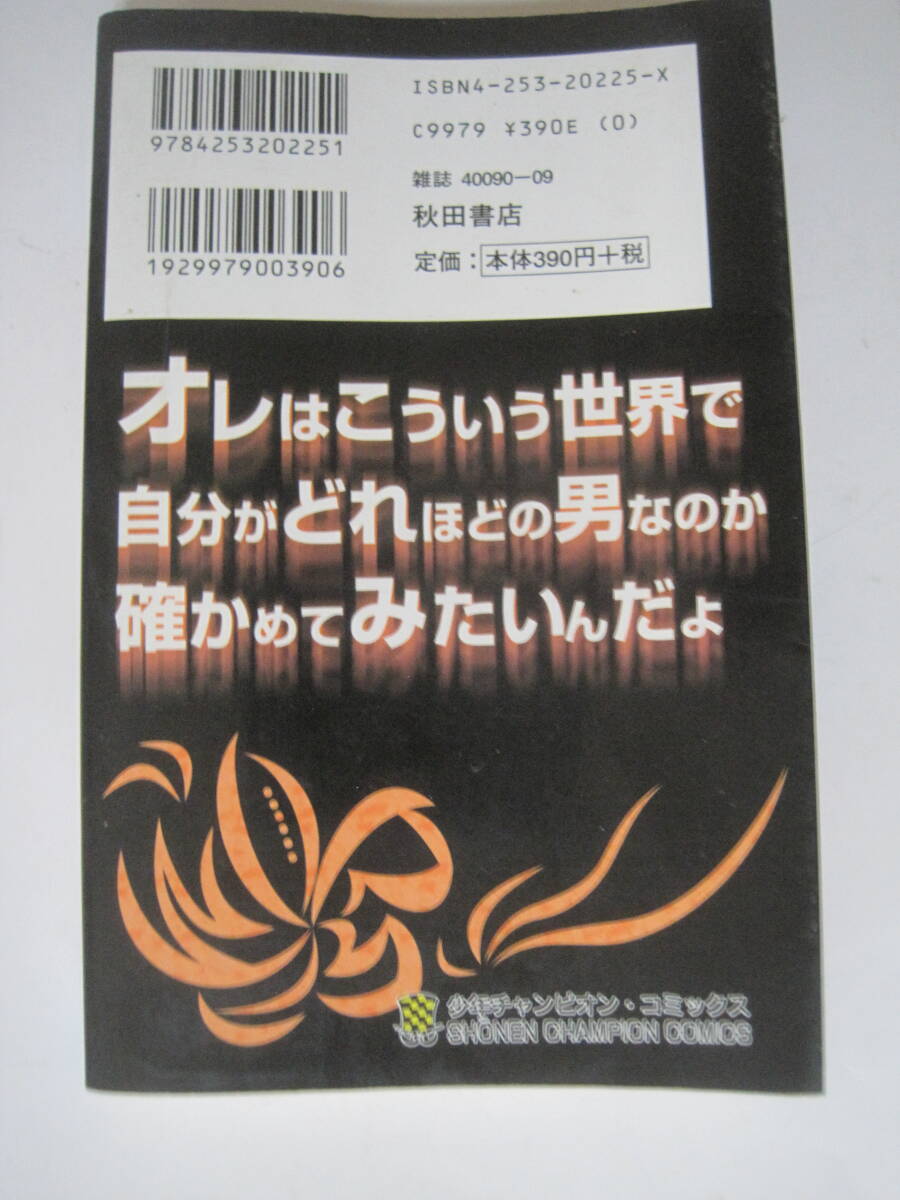 ISBN4-253-20225-X
9784253202251
C9979 ¥390E (0)
雑誌 40090-09
秋田書店
1929979003906
定価：本体390円+税
オレはこういう世界で
自分がどれほどの男なのか
確かめてみたいんだよ
少年チャンピオン・コミックス
SHŌNEN CHAMPION COMICS